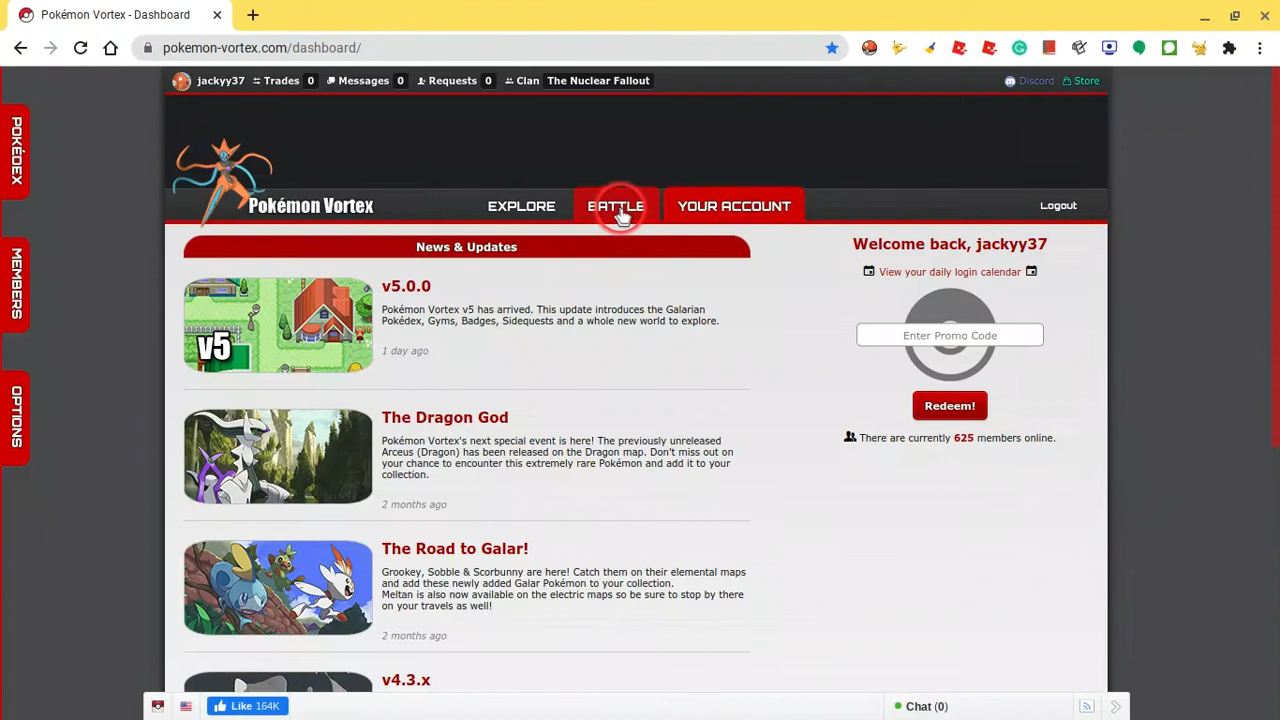 Pokémon Vortex - Dashboard
pokemon-vortex.com/dashboard/
jackyy37 Trades 0 Messages 0 Requests 0 Clan The Nuclear Fallout Discord Store
POKÉDEX
MEMBERS
OPTIONS
Pokémon Vortex EXPLORE BATTLE YOUR ACCOUNT Logout
News & Updates
v5
v5.0.0
Pokémon Vortex v5 has arrived. This update introduces the Galarian
Pokédex, Gyms, Badges, Sidequests and a whole new world to explore.
1 day ago
The Dragon God
Pokémon Vortex's next special event is here! The previously unreleased
Arceus (Dragon) has been released on the Dragon map. Don't miss out on
your chance to encounter this extremely rare Pokémon and add it to your
collection.
2 months ago
The Road to Galar!
Grookey, Sobble & Scorbunny are here! Catch them on their elemental maps
and add these newly added Galar Pokémon to your collection.
Meltan is also now available on the electric maps so be sure to stop by there
on your travels as well!
2 months ago
v4.3.x
Welcome back, jackyy37
View your daily login calendar
Enter Promo Code
Redeem!
There are currently 625 members online.
Like 164K
Chat (0)